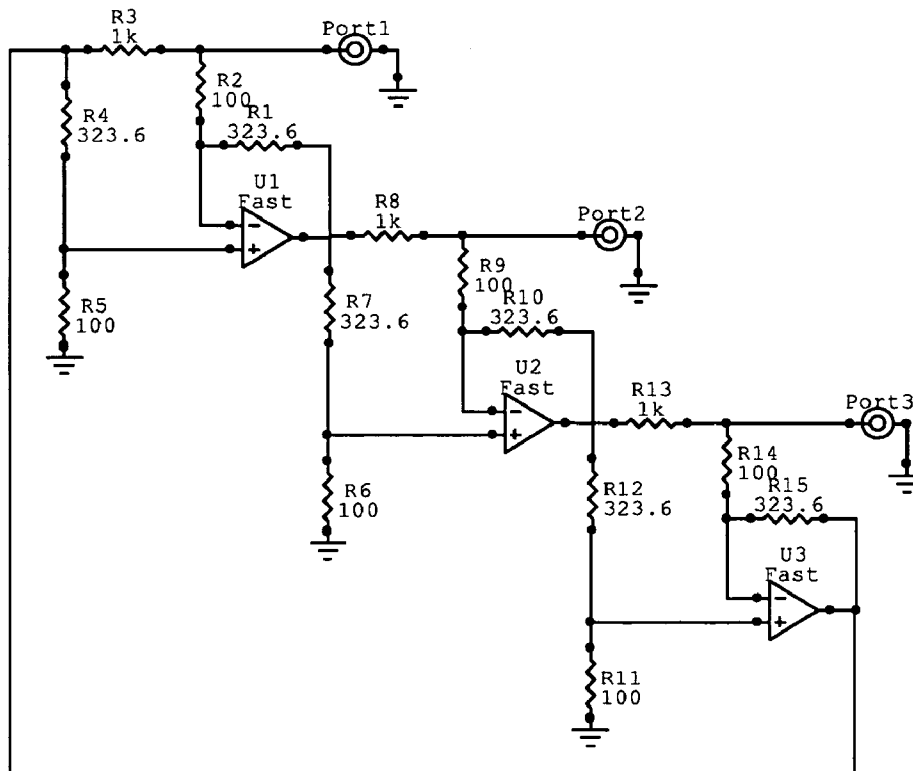 R3
1k
Port1
R2
100
R1
323.6
R4
323.6
U1
Fast
R8
1k
Port2
R5
100
R7
323.6
R9
100
R10
323.6
U2
Fast
R13
1k
Port3
R6
100
R12
323.6
R14
100
R15
323.6
U3
Fast
R11
100